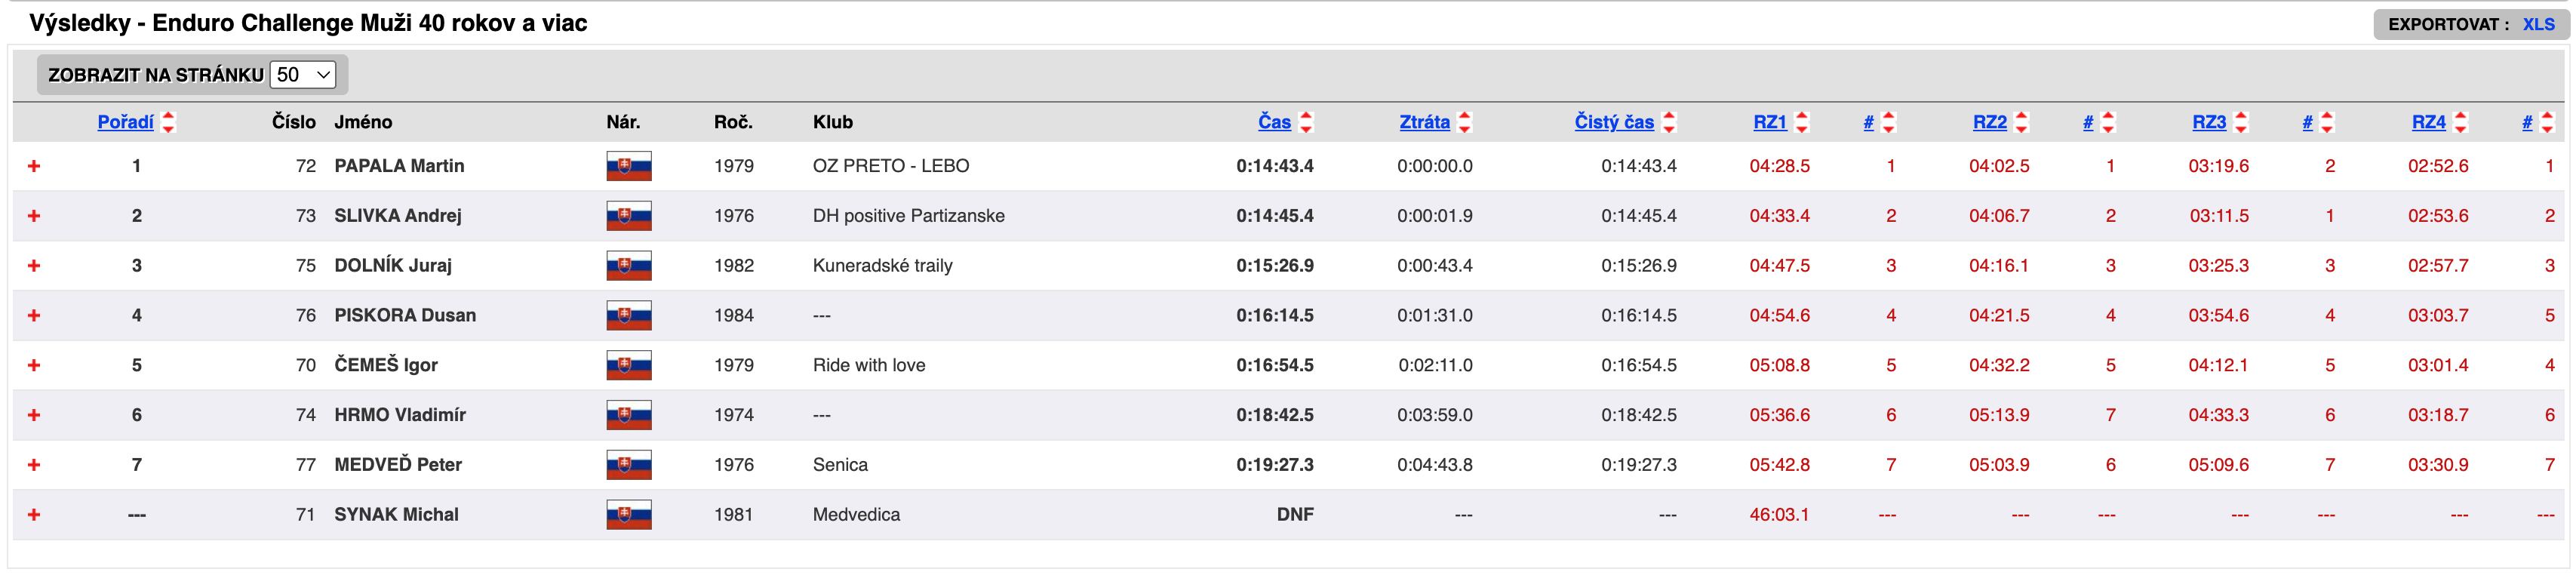 Výsledky - Enduro Challenge Muži 40 rokov a viac EXPORTOVAT : XLS
ZOBRAZIT NA STRÁNKU 50
Pořadí Číslo Jméno Nár. Roč. Klub Čas Ztráta Čistý čas RZ1 # RZ2 # RZ3 # RZ4 #
+ 1 72 PAPALA Martin 1979 OZ PRETO - LEBO 0:14:43.4 0:00:00.0 0:14:43.4 04:28.5 1 04:02.5 1 03:19.6 2 02:52.6 1
+ 2 73 SLIVKA Andrej 1976 DH positive Partizanske 0:14:45.4 0:00:01.9 0:14:45.4 04:33.4 2 04:06.7 2 03:11.5 1 02:53.6 2
+ 3 75 DOLNÍK Juraj 1982 Kuneradské traily 0:15:26.9 0:00:43.4 0:15:26.9 04:47.5 3 04:16.1 3 03:25.3 3 02:57.7 3
+ 4 76 PISKORA Dusan 1984 --- 0:16:14.5 0:01:31.0 0:16:14.5 04:54.6 4 04:21.5 4 03:54.6 4 03:03.7 5
+ 5 70 ČEMEŠ Igor 1979 Ride with love 0:16:54.5 0:02:11.0 0:16:54.5 05:08.8 5 04:32.2 5 04:12.1 5 03:01.4 4
+ 6 74 HRMO Vladimír 1974 --- 0:18:42.5 0:03:59.0 0:18:42.5 05:36.6 6 05:13.9 7 04:33.3 6 03:18.7 6
+ 7 77 MEDVEĎ Peter 1976 Senica 0:19:27.3 0:04:43.8 0:19:27.3 05:42.8 7 05:03.9 6 05:09.6 7 03:30.9 7
+ --- 71 SYNAK Michal 1981 Medvedica DNF --- --- 46:03.1 --- --- --- --- --- --- ---